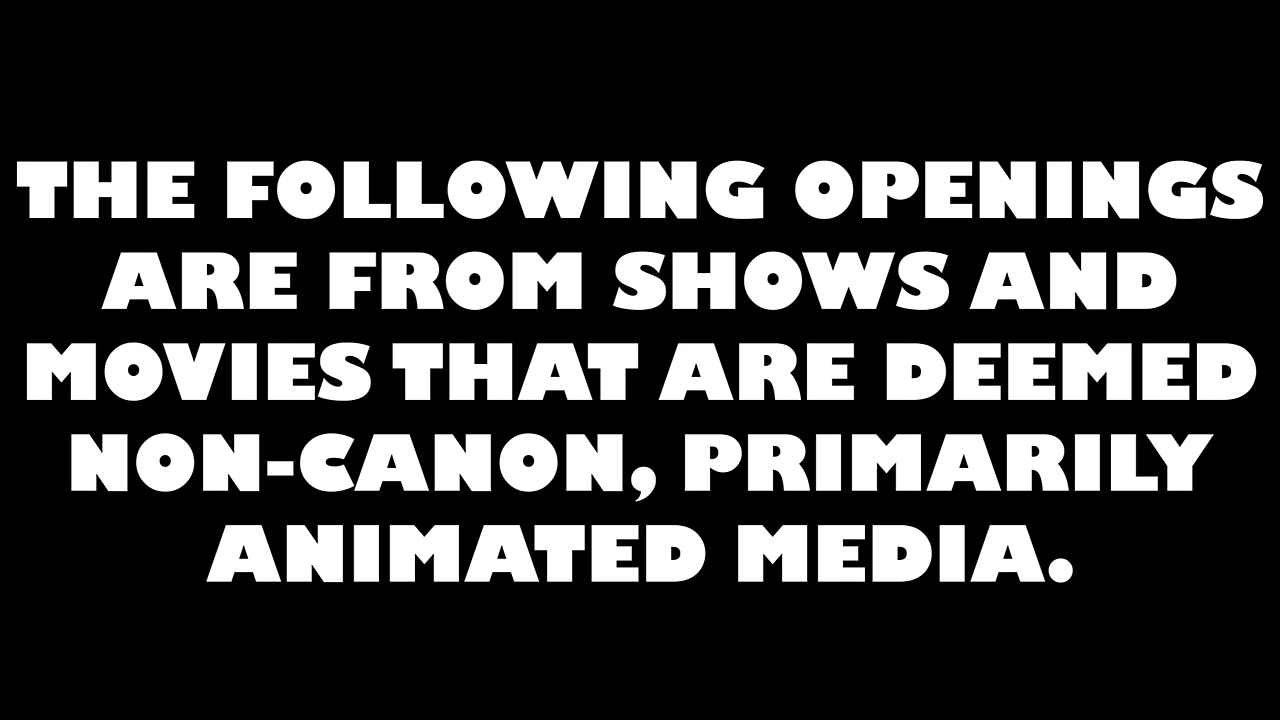 THE FOLLOWING OPENINGS
ARE FROM SHOWS AND
MOVIES THAT ARE DEEMED
NON-CANON, PRIMARILY
ANIMATED MEDIA.